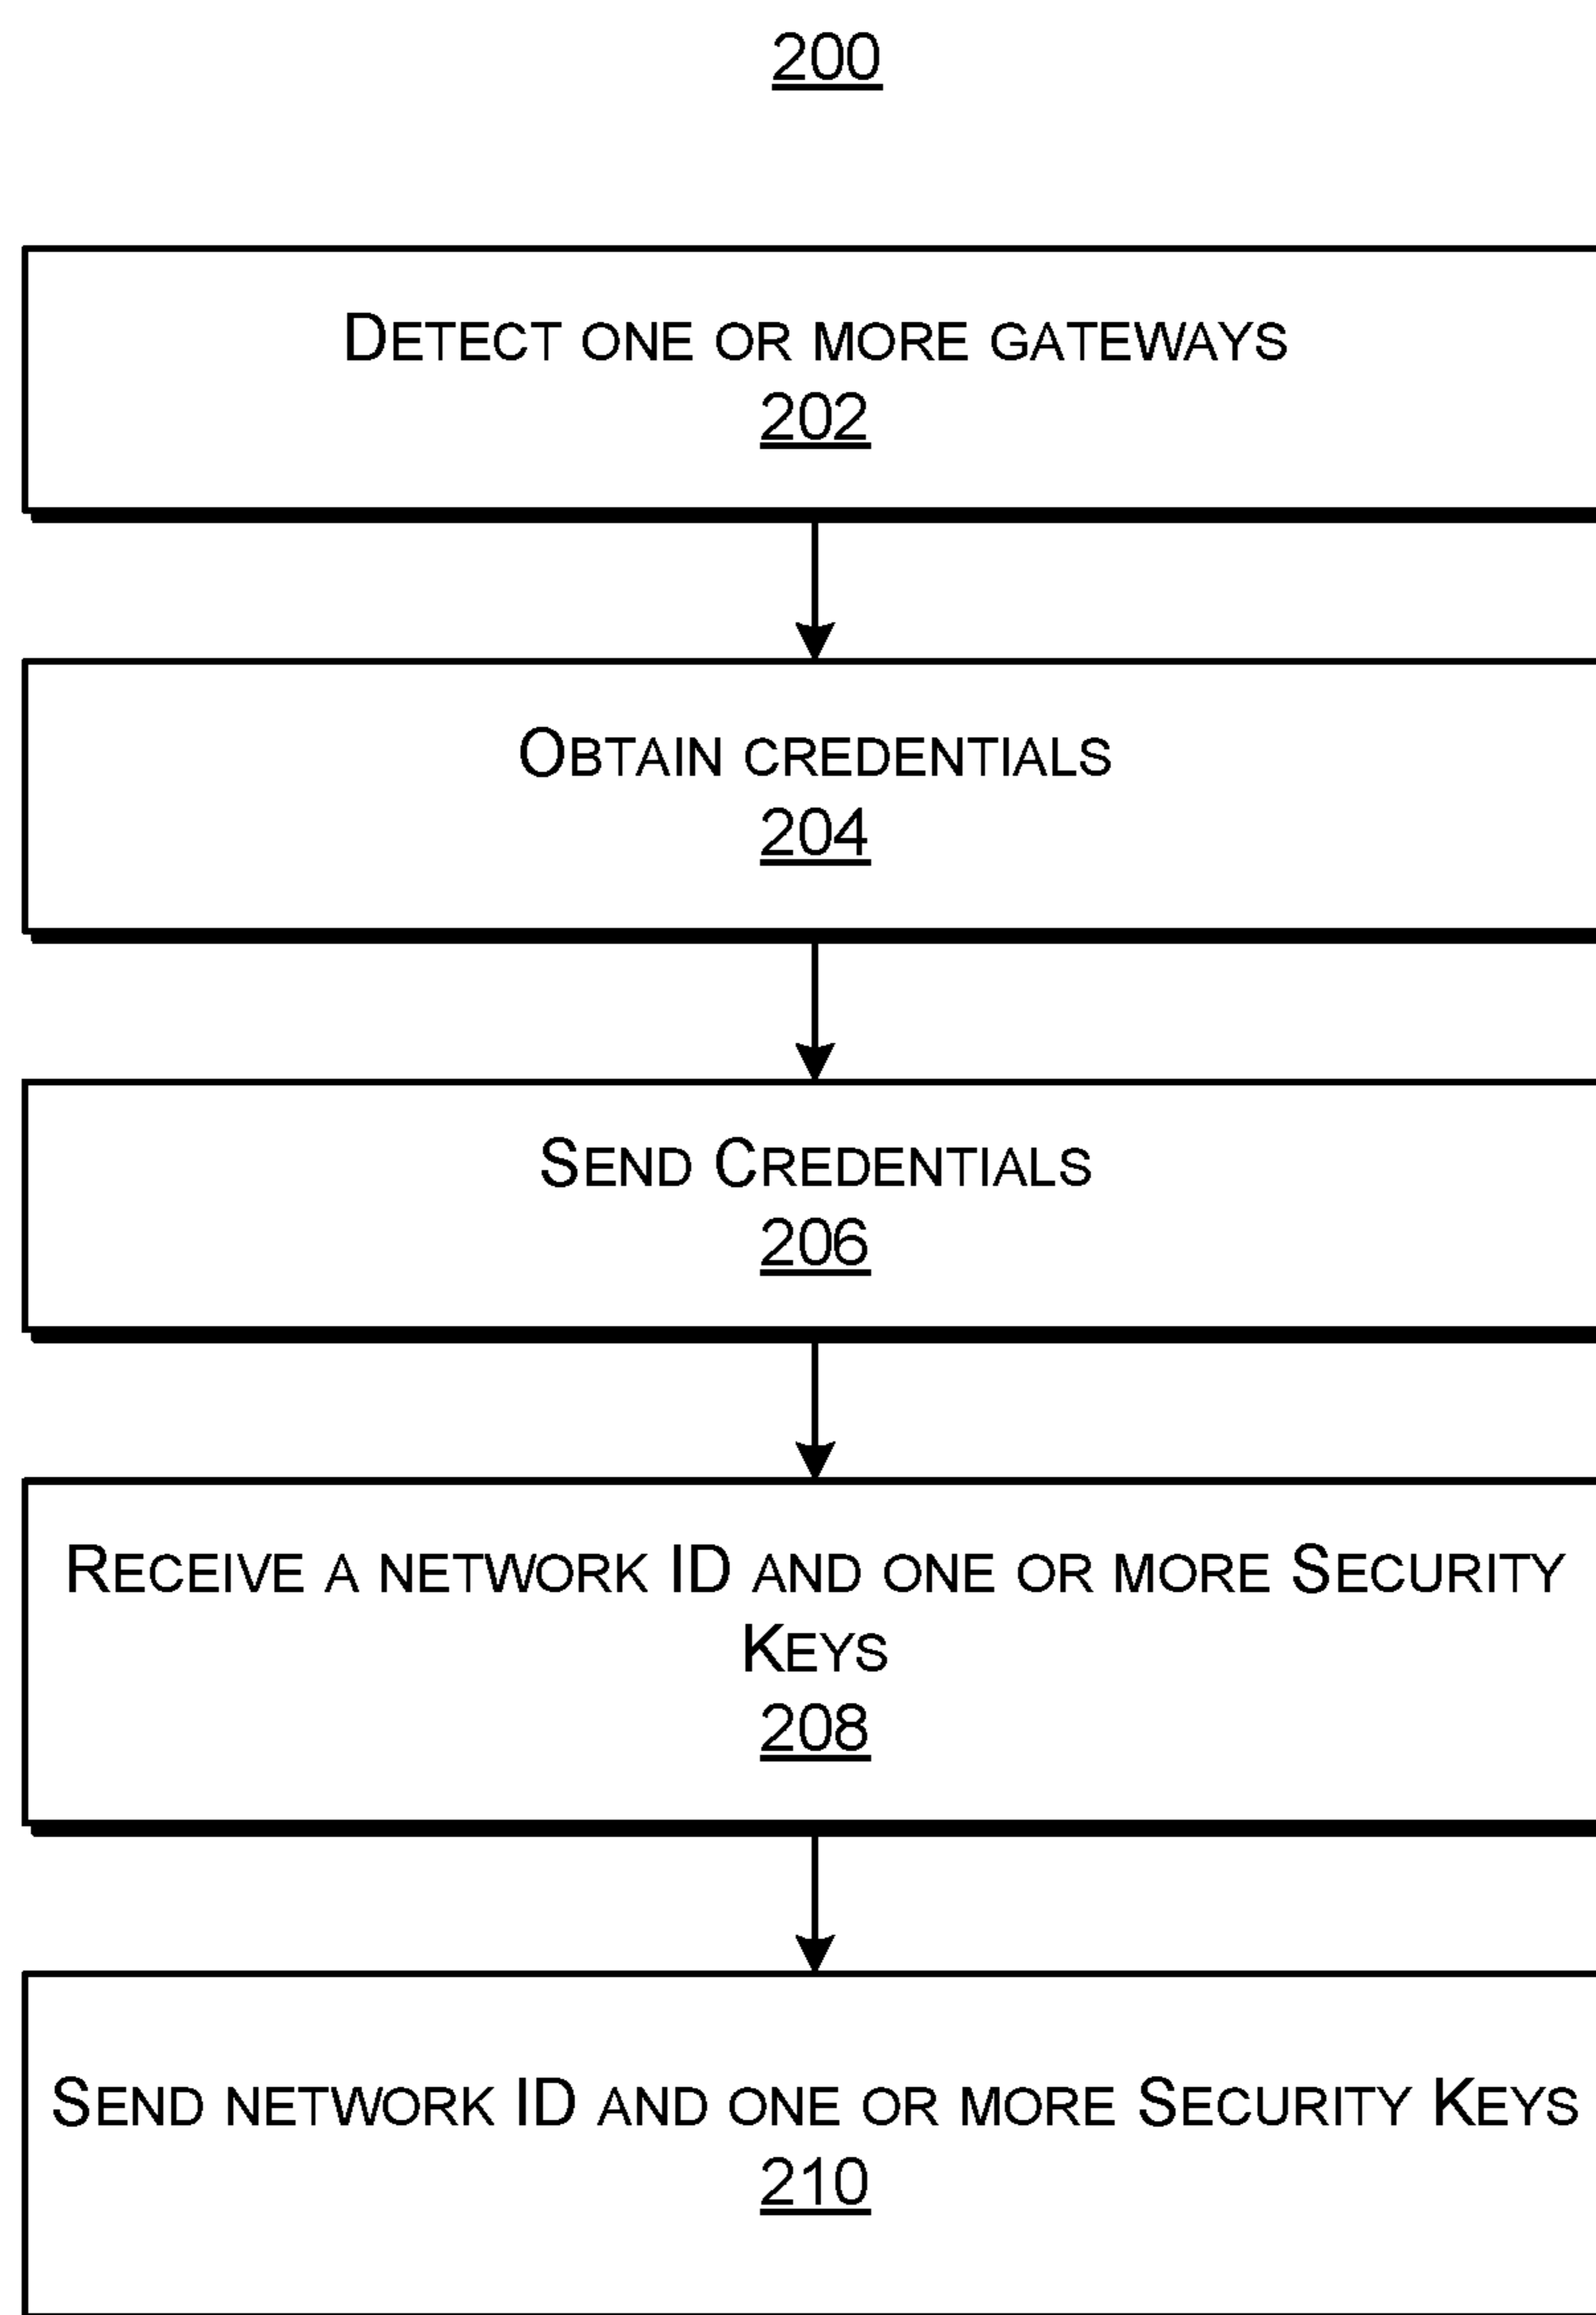 200
DETECT ONE OR MORE GATEWAYS
202
OBTAIN CREDENTIALS
204
SEND CREDENTIALS
206
RECEIVE A NETWORK ID AND ONE OR MORE SECURITY
KEYS
208
SEND NETWORK ID AND ONE OR MORE SECURITY KEYS
210